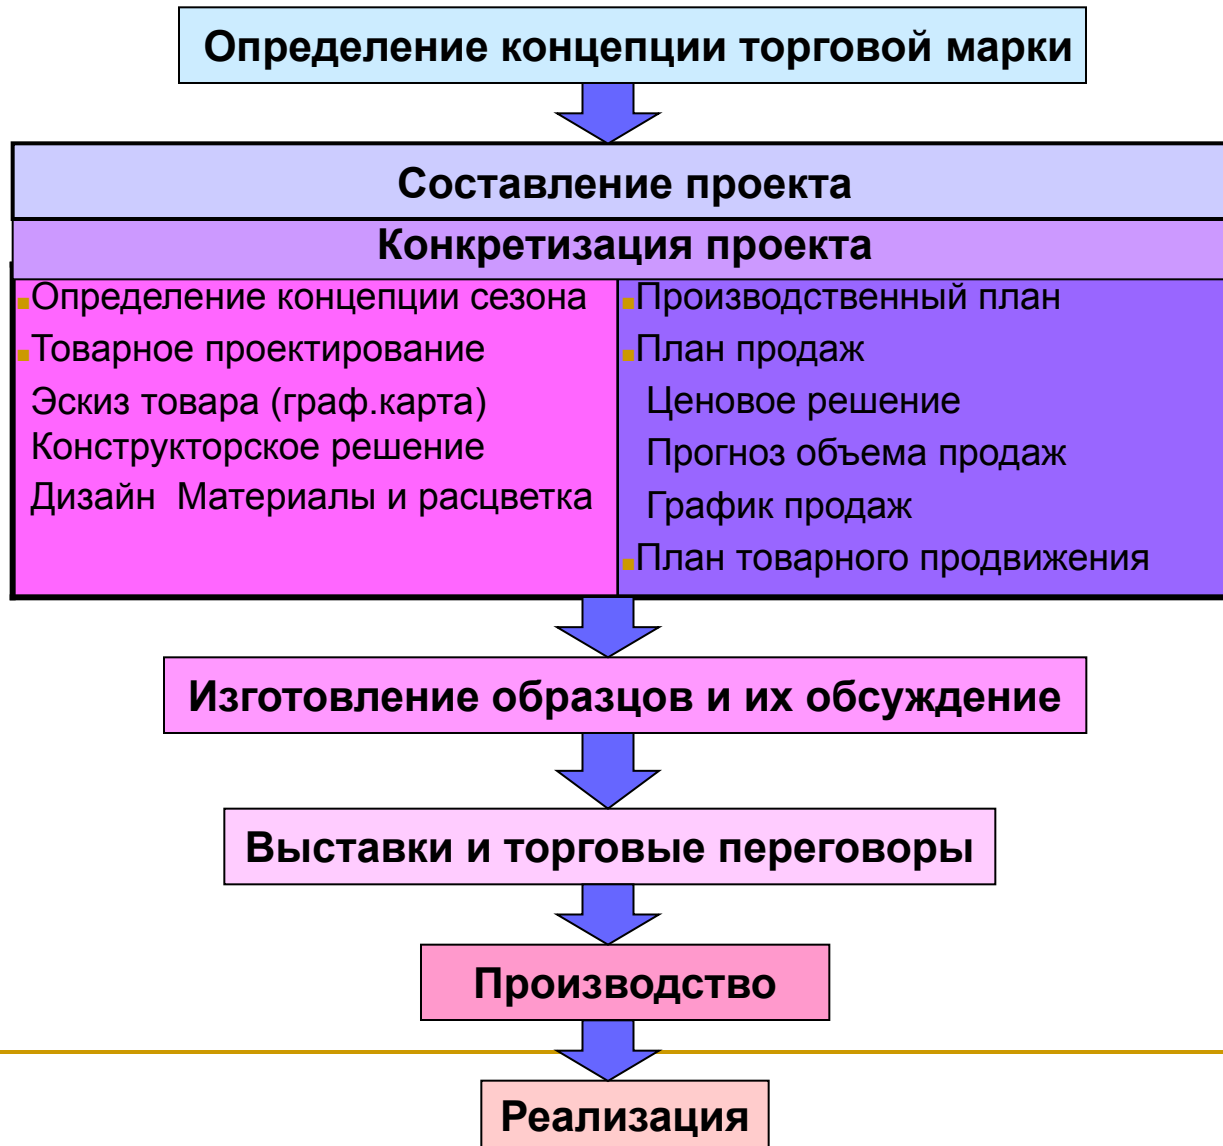 Определение концепции торговой марки
Составление проекта
Конкретизация проекта
Определение концепции сезона
Товарное проектирование
Эскиз товара (граф.карта)
Конструкторское решение
Дизайн Материалы и расцветка
Производственный план
План продаж
Ценовое решение
Прогноз объема продаж
График продаж
План товарного продвижения
Изготовление образцов и их обсуждение
Выставки и торговые переговоры
Производство
Реализация